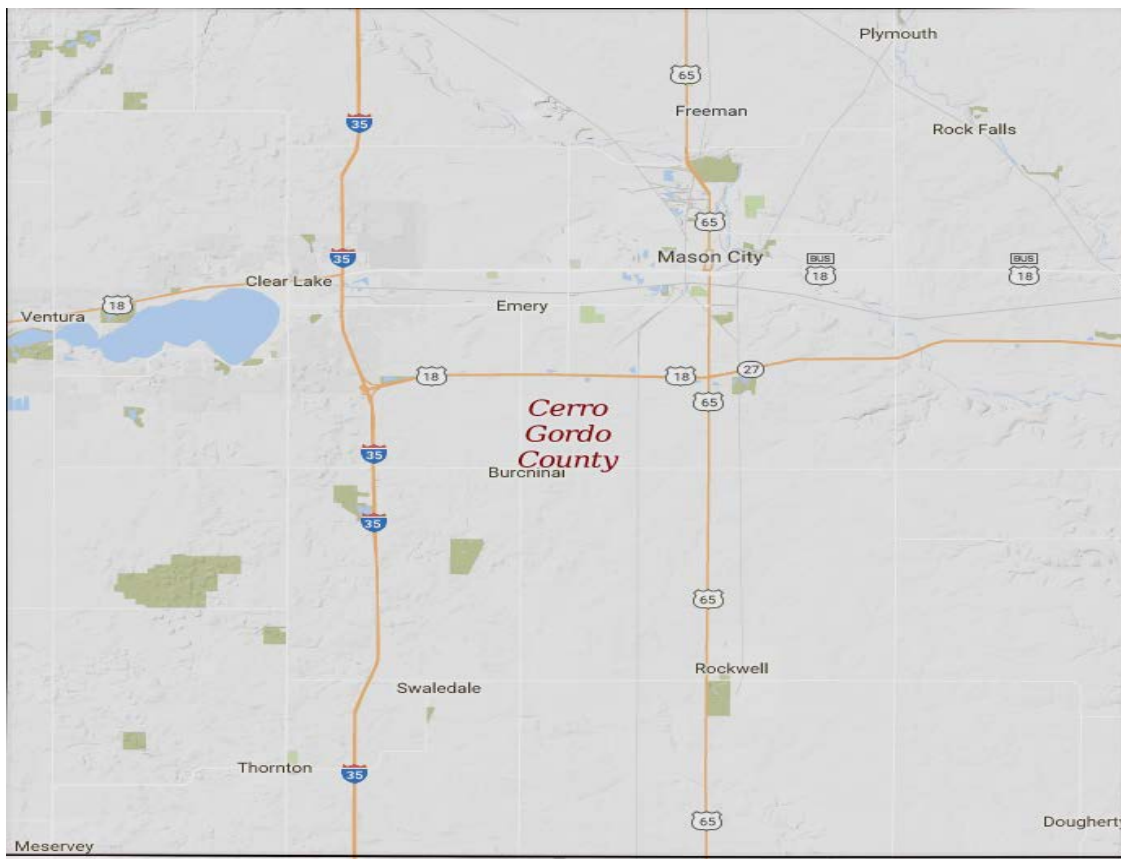 Plymouth
65
Freeman
35
Rock Falls
65
Mason City
35
BUS
18
BUS
18
Clear Lake
18
Emery
Ventura
18
18
27
65
Cerro
Gordo
County
35
Burcninai
35
65
Rockwell
Swaledale
Thornton
35
65
Dougherty
Meservey